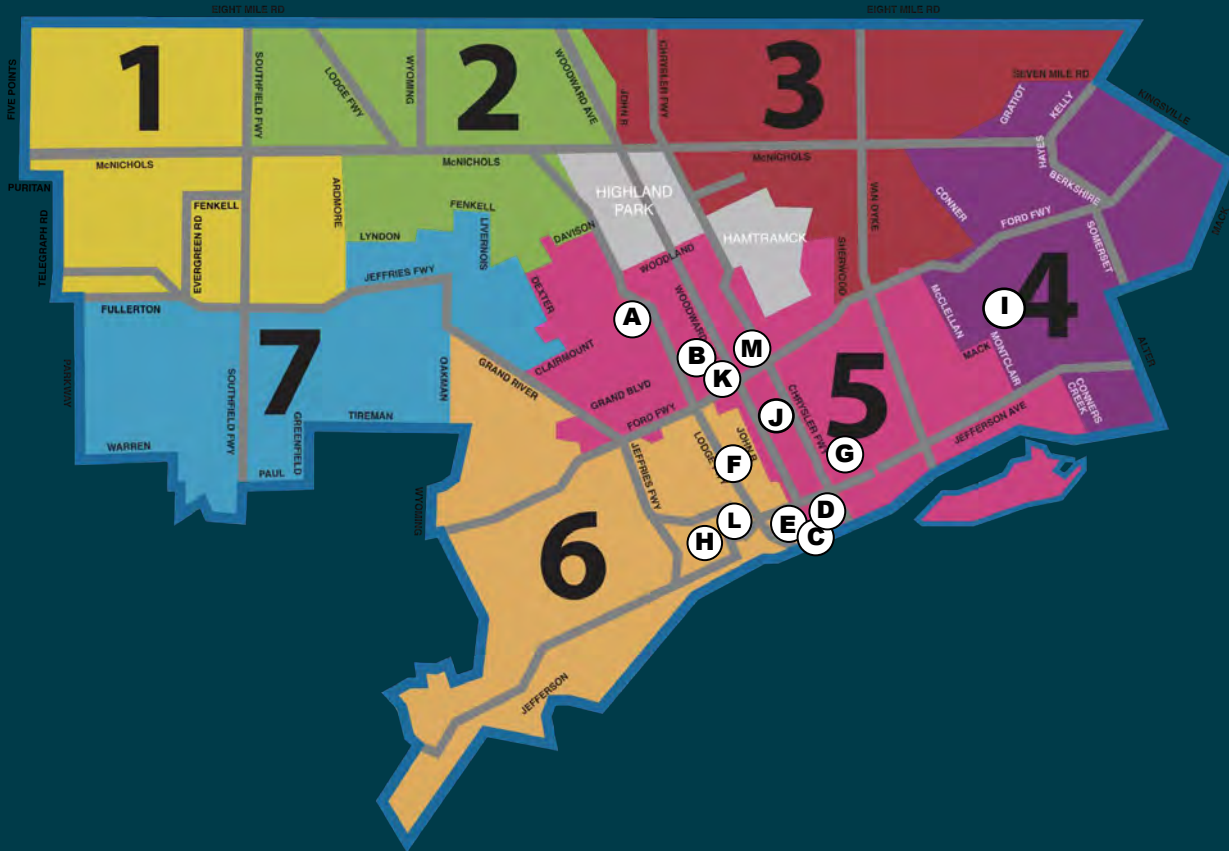 EIGHT MILE RD
EIGHT MILE RD
FIVE POINTS
1
SOUTHFIELD FWY
LODGE FWY
WYOMING
2
WOODWARD AVE
JOHN R
CHRYSLER FWY
3
SEVEN MILE RD
GRATIOT
KELLY
KINGSVILLE
McNICHOLS
McNICHOLS
McNICHOLS
HAYES
BERKSHIRE
PURITAN
TELEGRAPH RD
EVERGREEN RD
FENKELL
ARDMORE
LYNDON
FENKELL
LIVERNOIS
DAVISON
HIGHLAND
PARK
WOODLAND
HAMTRAMCK
SHERWOOD
VAN DYKE
CONNER
FORD FWY
SOMERSET
FULLERTON
JEFFRIES FWY
DEXTER
A
WOODWARD
McCLELLAN
I
4
7
SOUTHFIELD FWY
GREENFIELD
OAKMAN
GRAND RIVER
CLAIRMOUNT
B
M
K
MACK
MONTCLAIR
ALTER
WARREN
TIREMAN
PAUL
GRAND BLVD
FORD FWY
J
CHRYSLER FWY
5
JEFFERSON AVE
CONNERS
CREEK
WYOMING
JEFFRIES FWY
LODGE
JOHN R
F
G
6
H
L
E
D
C
JEFFERSON